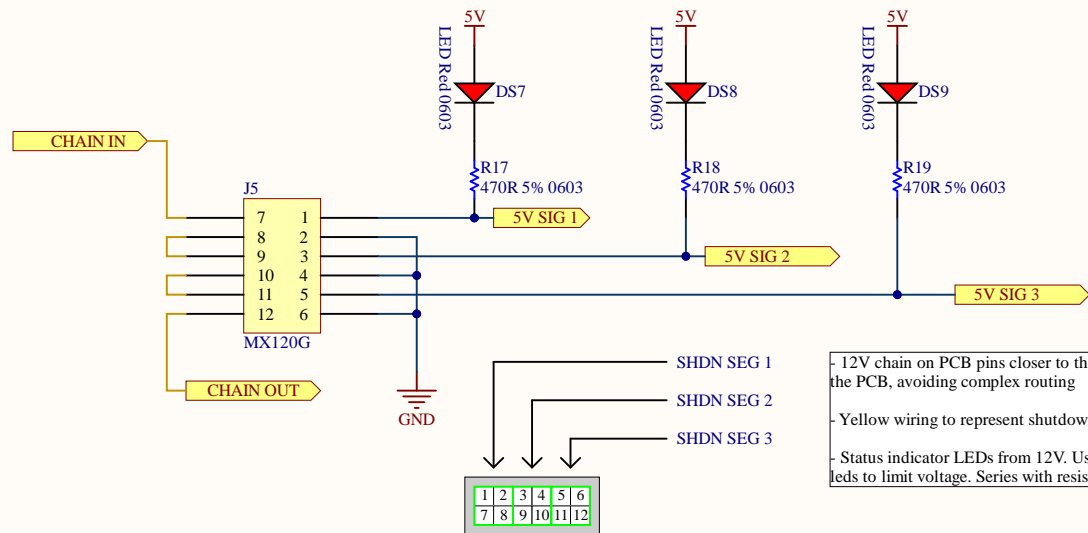 5V
5V
5V
LED Red 0603
DS7
LED Red 0603
DS8
LED Red 0603
DS9
CHAIN IN
R17
470R 5% 0603
R18
470R 5% 0603
R19
470R 5% 0603
J5
7 1
8 2
9 3
10 4
11 5
12 6
MX120G
5V SIG 1
5V SIG 2
5V SIG 3
CHAIN OUT
GND
SHDN SEG 1
SHDN SEG 2
SHDN SEG 3
1 2 3 4 5 6
7 8 9 10 11 12
- 12V chain on PCB pins closer to th
the PCB, avoiding complex routing
- Yellow wiring to represent shutdow
- Status indicator LEDs from 12V. Us
leds to limit voltage. Series with resis